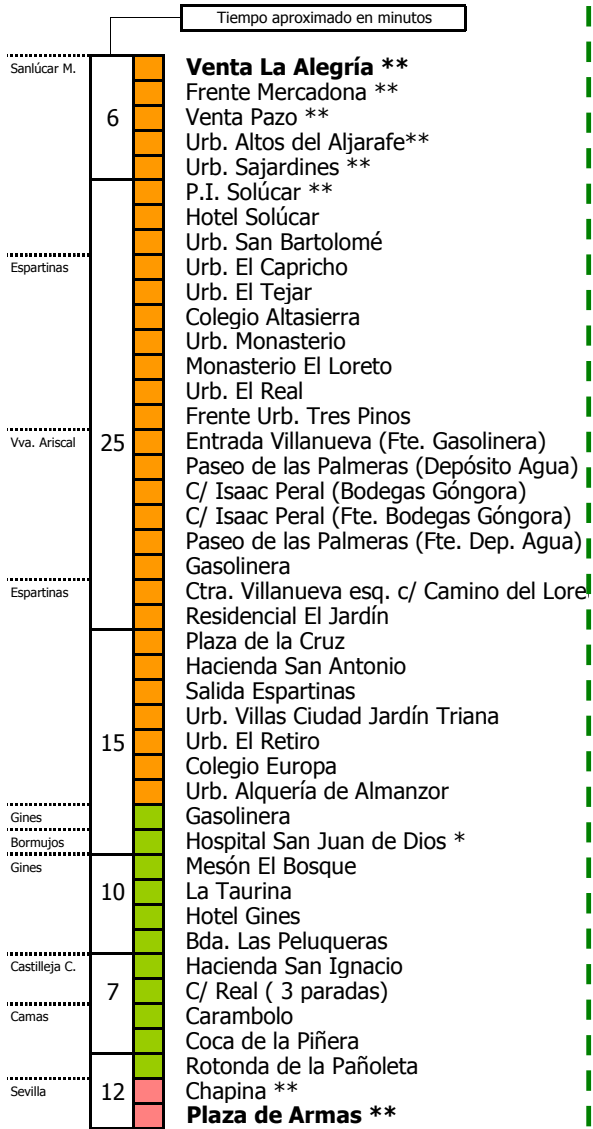 Tiempo aproximado en minutos
Sanlúcar M.
6
Venta La Alegría **
Frente Mercadona **
Venta Pazo **
Urb. Altos del Aljarafe**
Urb. Sajardines **
P.I. Solúcar **
Hotel Solúcar
Urb. San Bartolomé
Espartinas
Urb. El Capricho
Urb. El Tejar
Colegio Altasierra
Urb. Monasterio
Monasterio El Loreto
Urb. El Real
Frente Urb. Tres Pinos
Vva. Ariscal
25
Entrada Villanueva (Fte. Gasolinera)
Paseo de las Palmeras (Depósito Agua)
C/ Isaac Peral (Bodegas Góngora)
C/ Isaac Peral (Fte. Bodegas Góngora)
Paseo de las Palmeras (Fte. Dep. Agua)
Gasolinera
Espartinas
Ctra. Villanueva esq. c/ Camino del Lore
Residencial El Jardín
Plaza de la Cruz
Hacienda San Antonio
Salida Espartinas
Urb. Villas Ciudad Jardín Triana
15
Urb. El Retiro
Colegio Europa
Urb. Alquería de Almanzor
Gines
Gasolinera
Bormujos
Hospital San Juan de Dios *
Gines
Mesón El Bosque
10
La Taurina
Hotel Gines
Bda. Las Peluqueras
Castilleja C.
Hacienda San Ignacio
7
C/ Real ( 3 paradas)
Camas
Carambolo
Coca de la Piñera
Rotonda de la Pañoleta
Sevilla
12
Chapina **
Plaza de Armas **